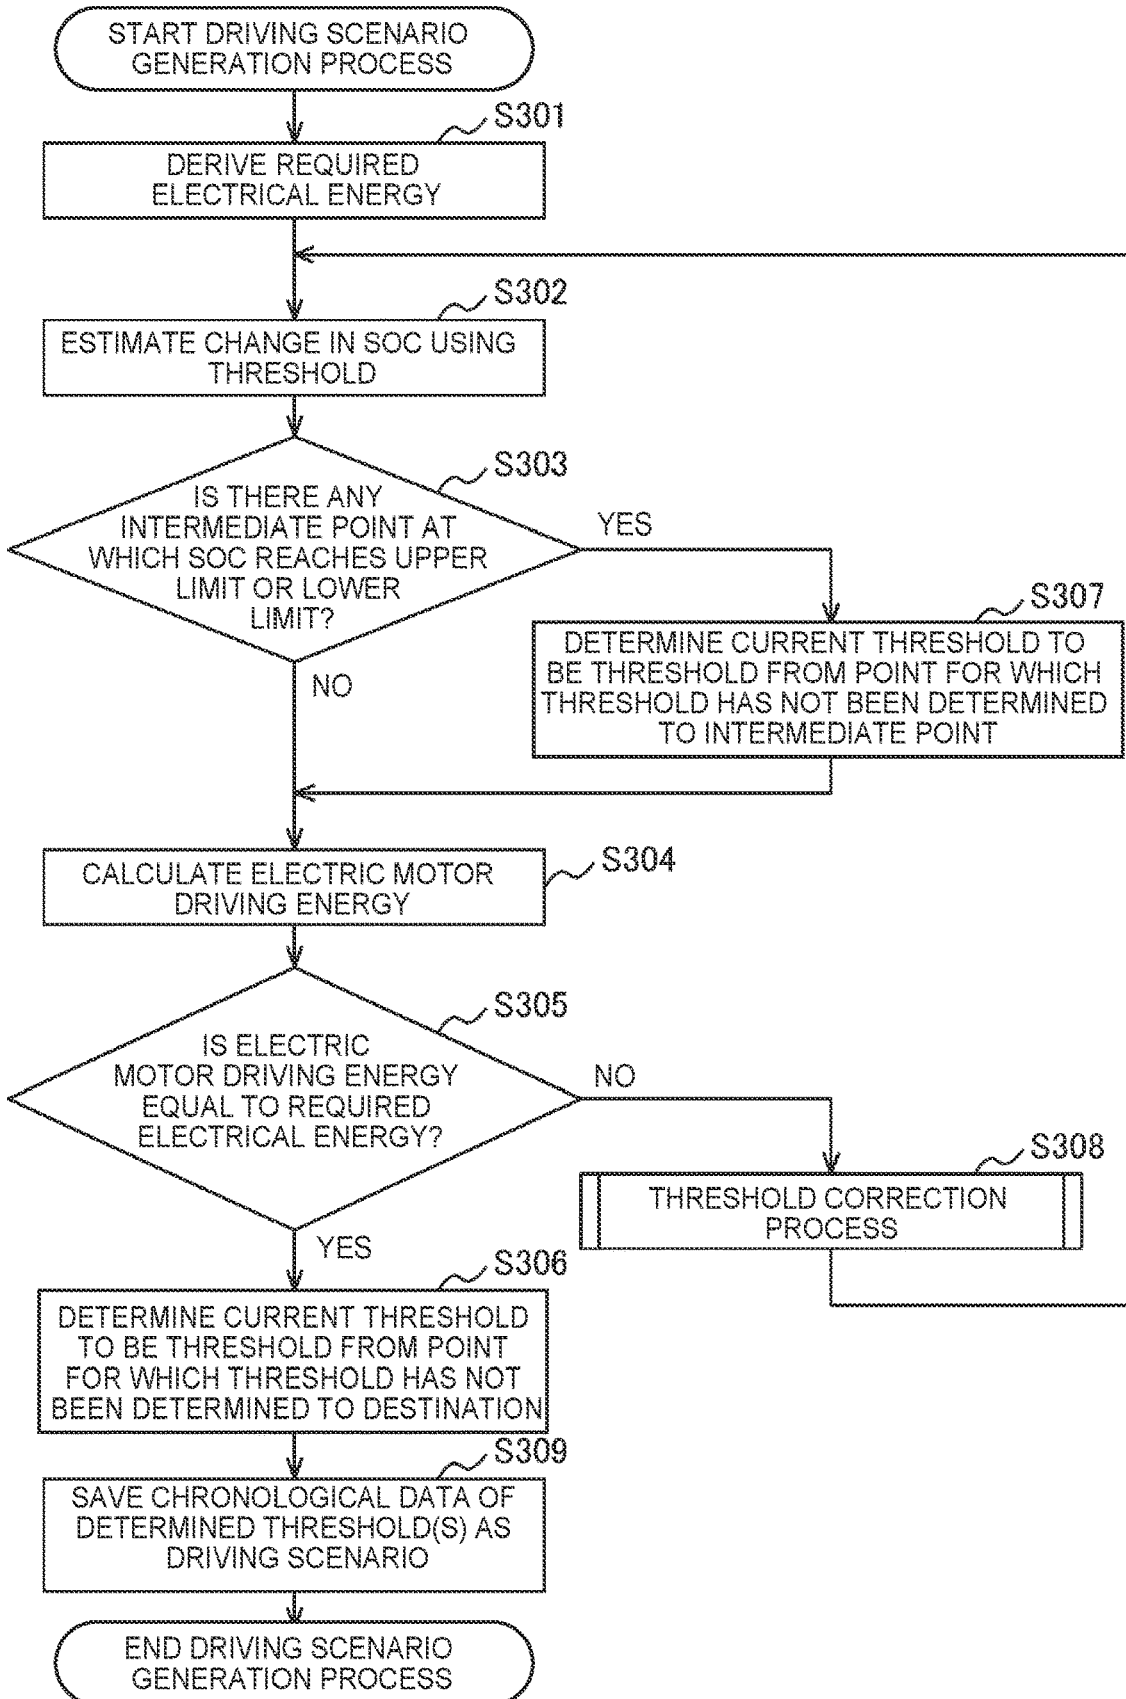 START DRIVING SCENARIO
GENERATION PROCESS
S301
DERIVE REQUIRED
ELECTRICAL ENERGY
S302
ESTIMATE CHANGE IN SOC USING
THRESHOLD
S303
IS THERE ANY
INTERMEDIATE POINT AT
WHICH SOC REACHES UPPER
LIMIT OR LOWER
LIMIT?
YES
NO
S307
DETERMINE CURRENT THRESHOLD TO
BE THRESHOLD FROM POINT FOR WHICH
THRESHOLD HAS NOT BEEN DETERMINED
TO INTERMEDIATE POINT
S304
CALCULATE ELECTRIC MOTOR
DRIVING ENERGY
S305
IS ELECTRIC
MOTOR DRIVING ENERGY
EQUAL TO REQUIRED
ELECTRICAL ENERGY?
NO
YES
S308
THRESHOLD CORRECTION
PROCESS
S306
DETERMINE CURRENT THRESHOLD
TO BE THRESHOLD FROM POINT
FOR WHICH THRESHOLD HAS NOT
BEEN DETERMINED TO DESTINATION
S309
SAVE CHRONOLOGICAL DATA OF
DETERMINED THRESHOLD(S) AS
DRIVING SCENARIO
END DRIVING SCENARIO
GENERATION PROCESS